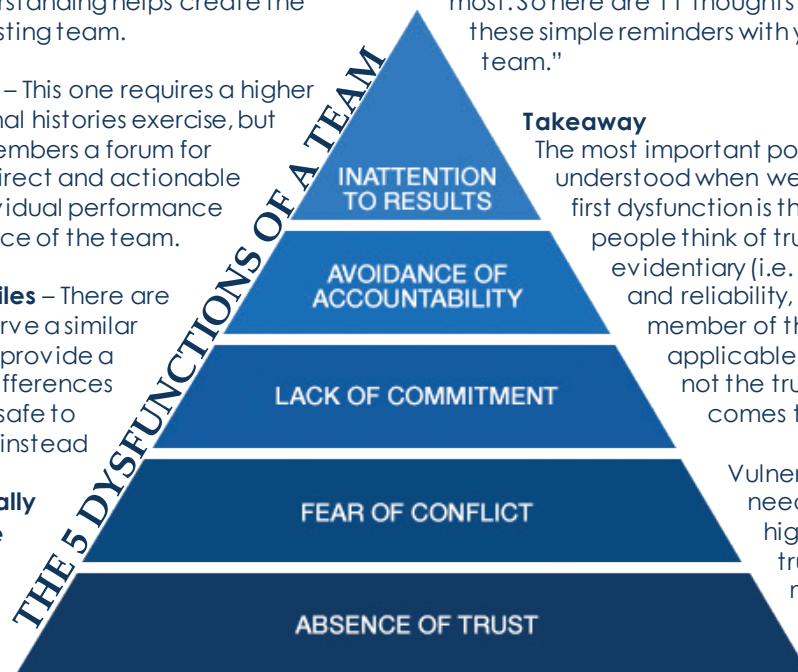 rstanding helps create the
sting team.
– This one requires a higher
nal histories exercise, but
embers a forum for
irect and actionable
vidual performance
ce of the team.
iles – There are
rve a similar
provide a
fferences
safe to
instead
ally
e
THE 5 DYSFUNCTIONS OF A TEAM
INATTENTION
TO RESULTS
AVOIDANCE OF
ACCOUNTABILITY
LACK OF COMMITMENT
FEAR OF CONFLICT
ABSENCE OF TRUST
most. So here are 11 thoughts
these simple reminders with y
team.”
Takeaway
The most important po
understood when we
first dysfunction is th
people think of tru
evidentiary (i.e.
and reliability,
member of th
applicable
not the tru
comes t
Vulner
need
hig
tru
n